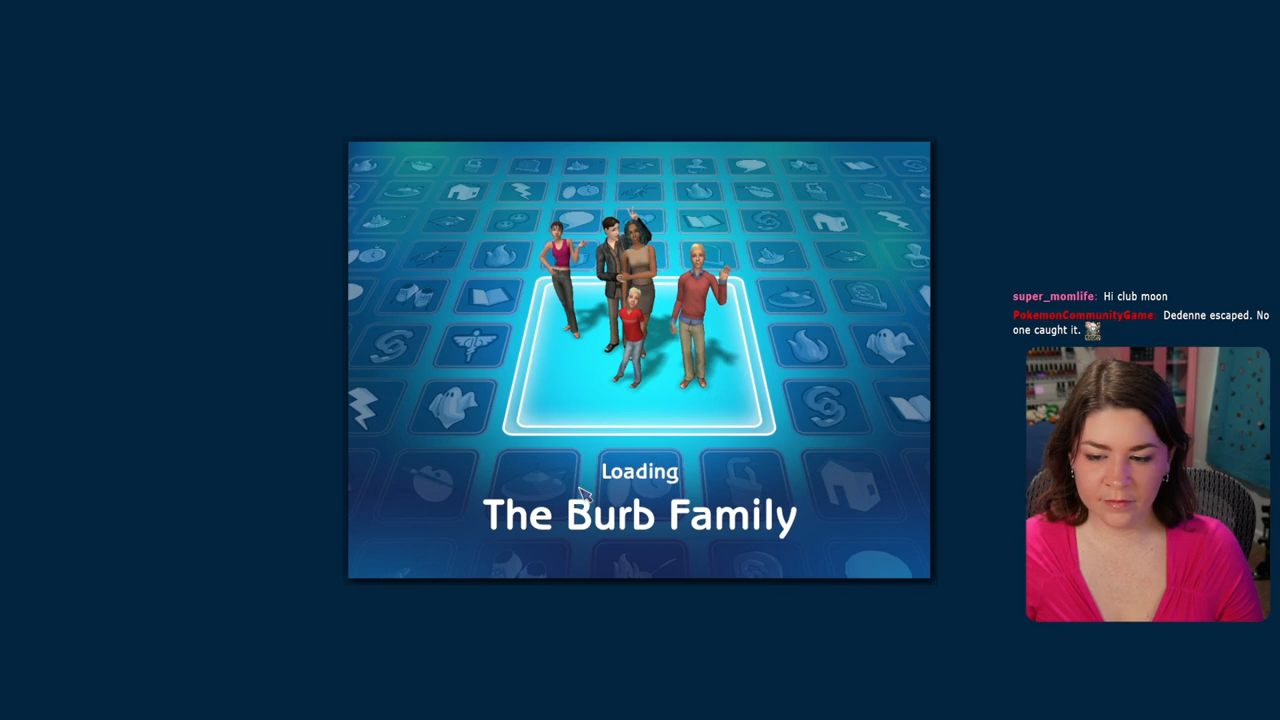 super_momlife: Hi club moon
PokemonCommunityGame: Dedenne escaped. No
one caught it.
Loading
The Burb Family